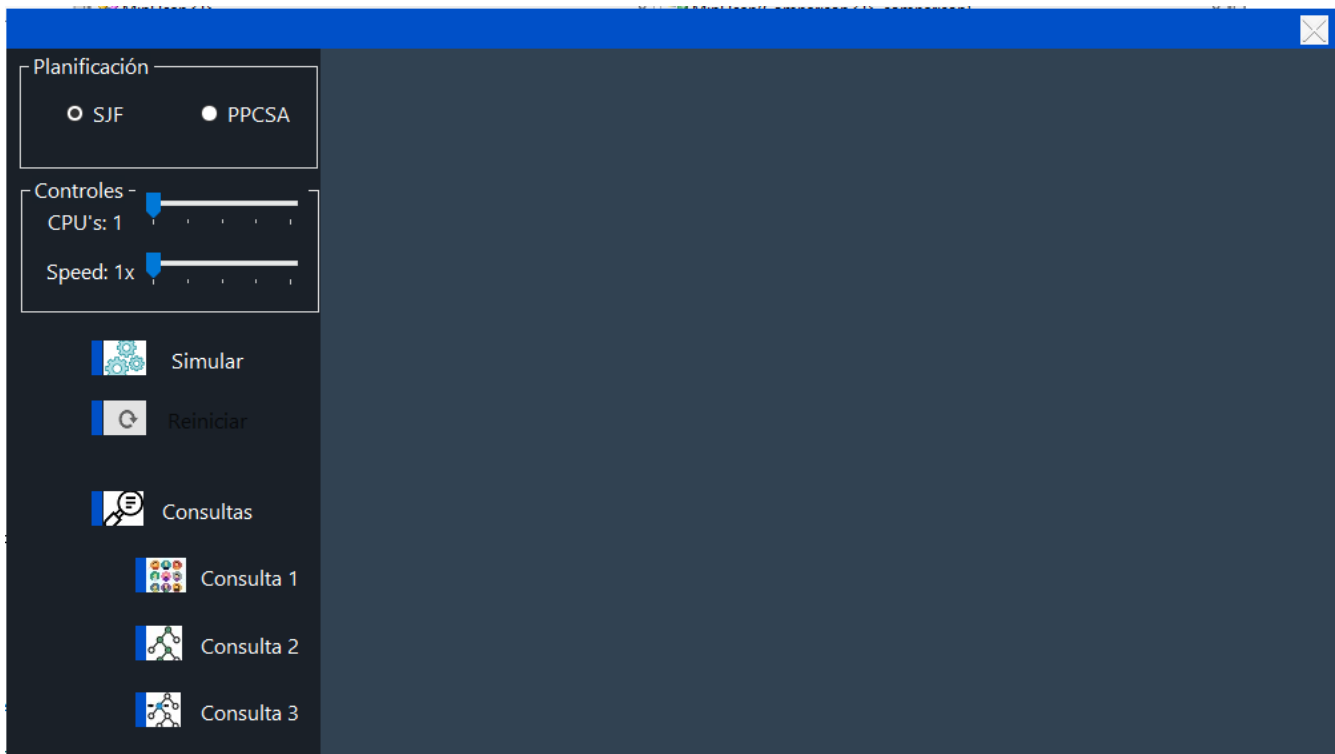 Planificación
SJF PPCSA
Controles
CPU's: 1
Speed: 1x
Simular
Reiniciar
Consultas
Consulta 1
Consulta 2
Consulta 3